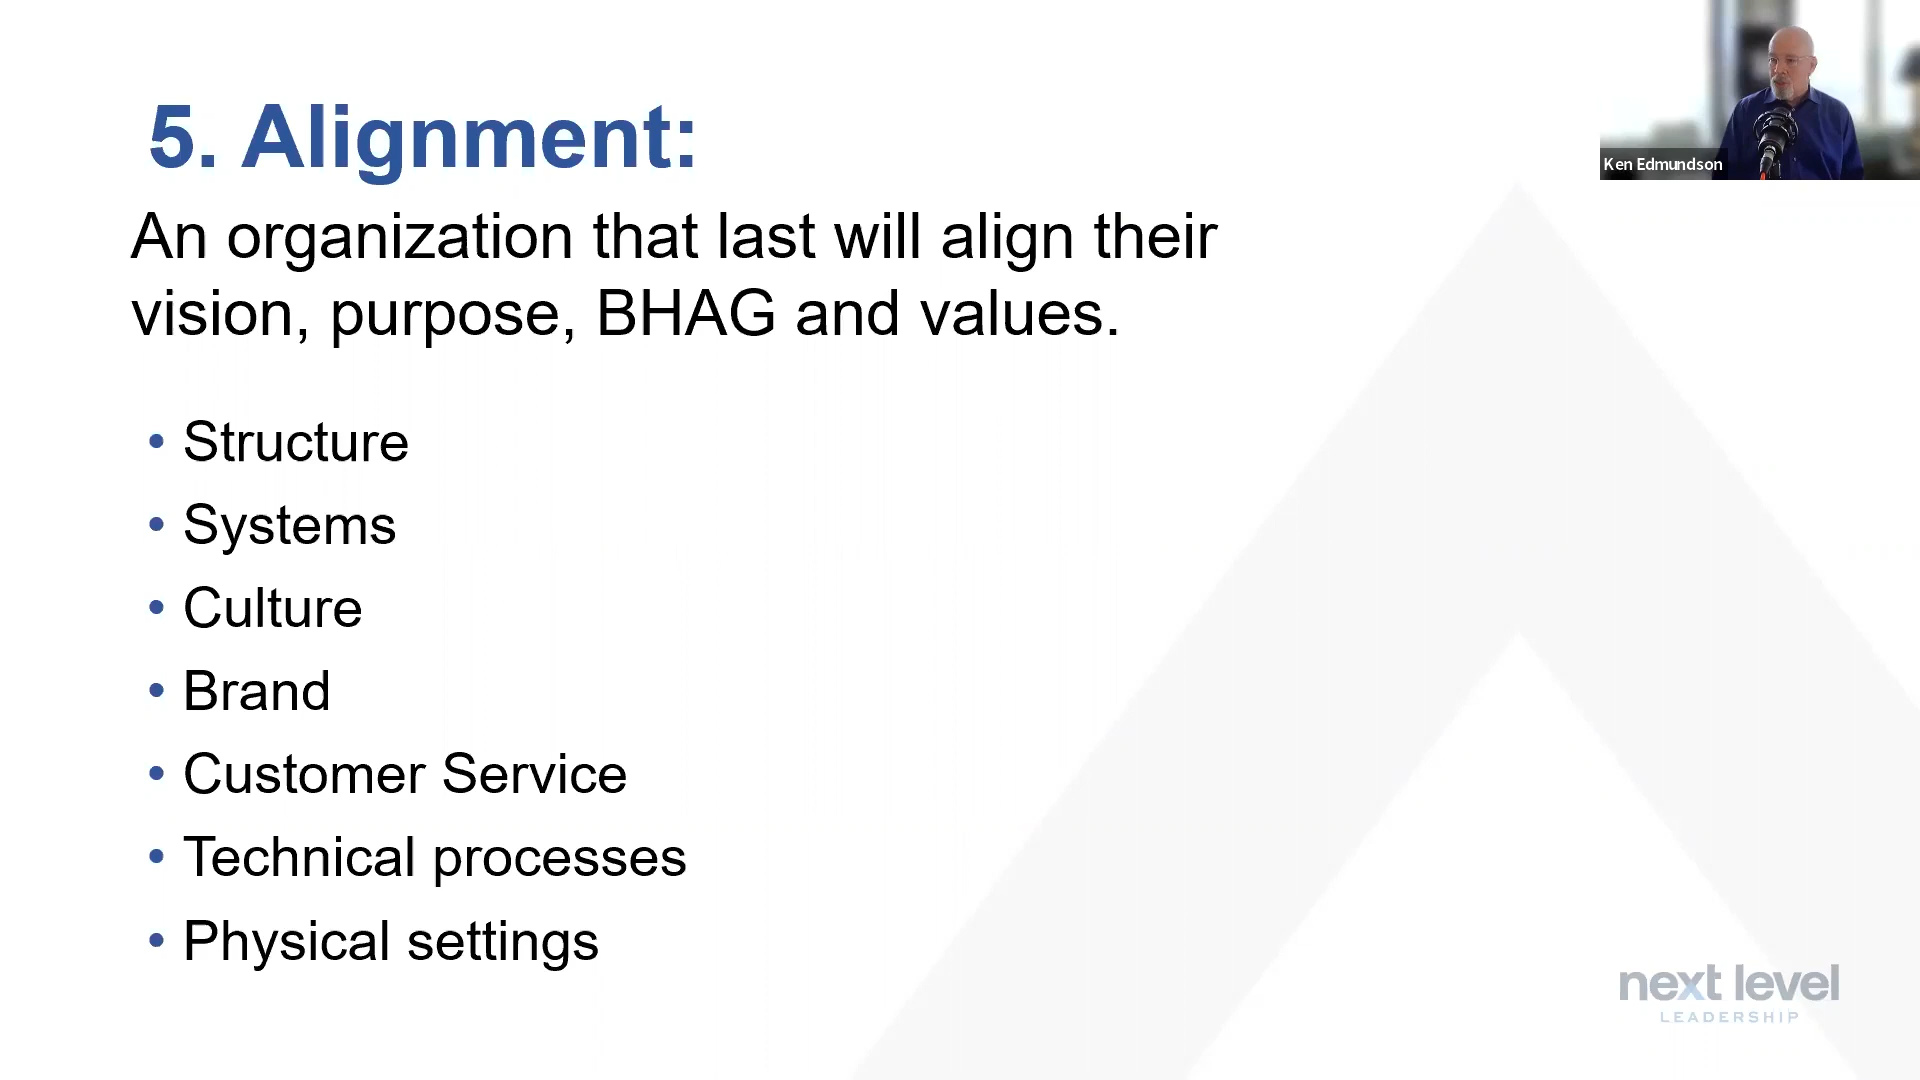 5. Alignment:
An organization that last will align their
vision, purpose, BHAG and values.
• Structure
• Systems
• Culture
• Brand
• Customer Service
• Technical processes
• Physical settings
Ken Edmundson
next level
LEADERSHIP